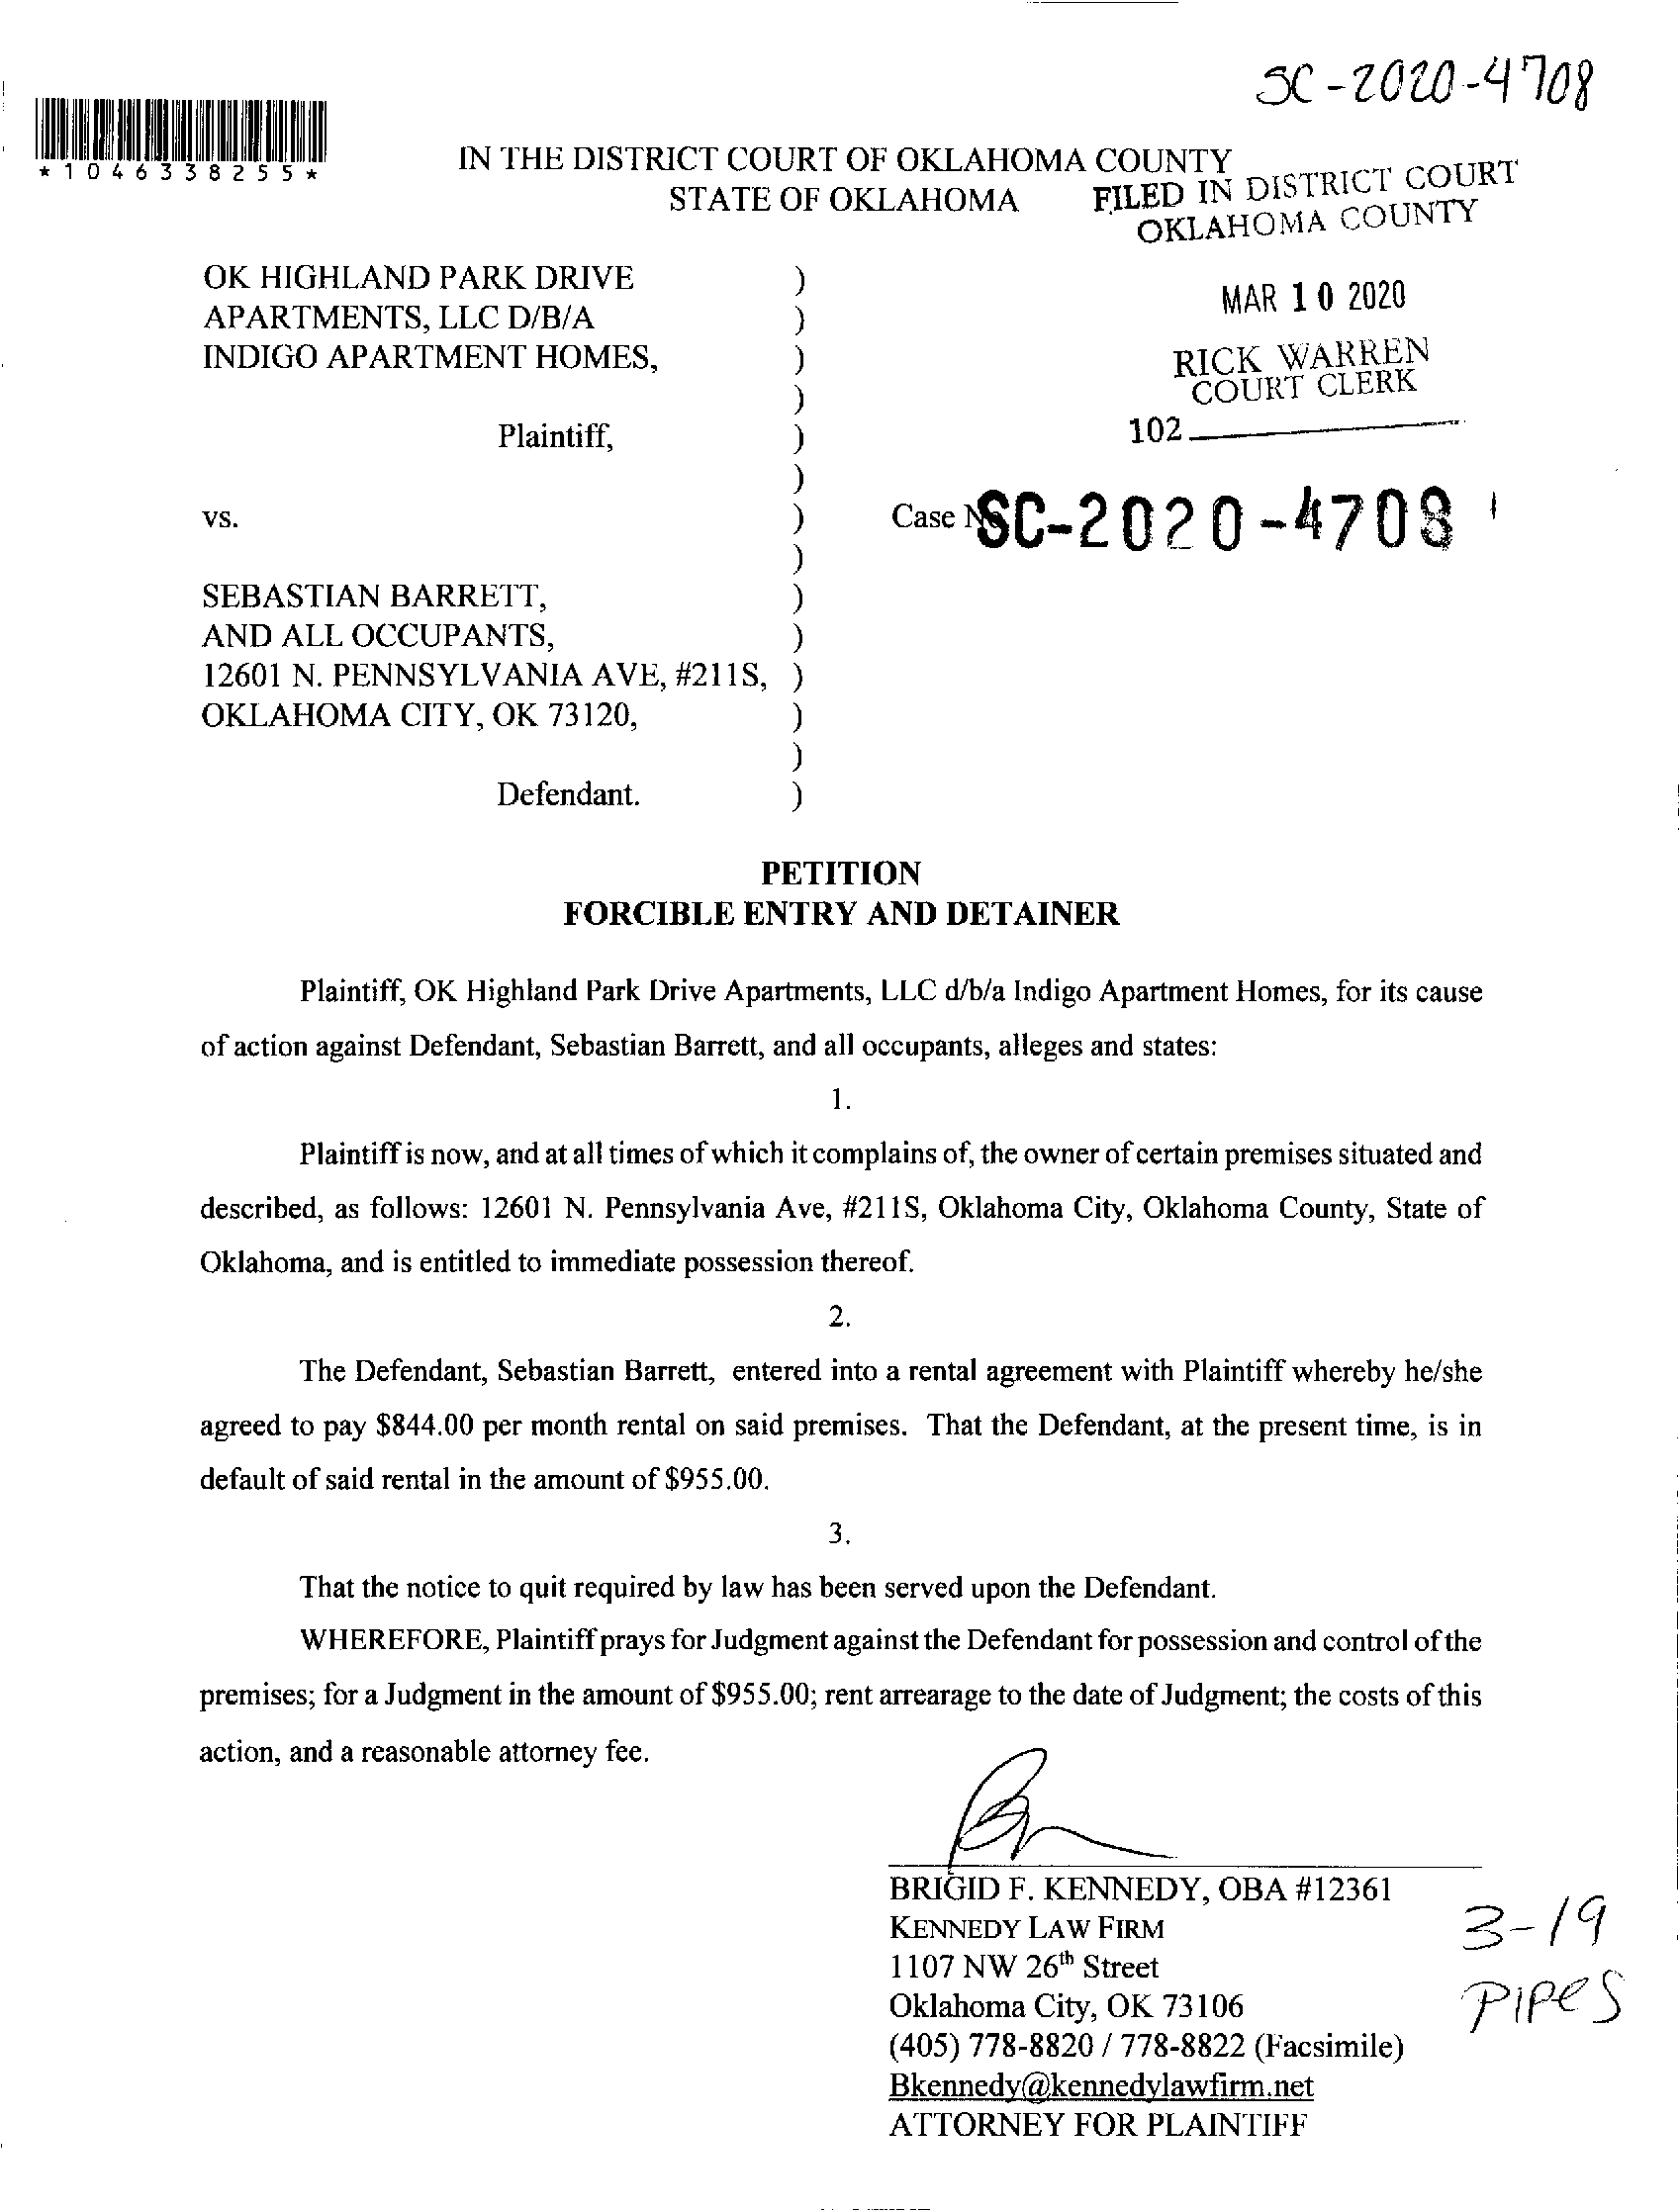 SC-2020-4708
*1046338255*
IN THE DISTRICT COURT OF OKLAHOMA COUNTY
STATE OF OKLAHOMA
FILED IN DISTRICT COURT
OKLAHOMA COUNTY
MAR 10 2020
RICK WARREN
COURT CLERK
102
OK HIGHLAND PARK DRIVE )
APARTMENTS, LLC D/B/A )
INDIGO APARTMENT HOMES, )
)
Plaintiff, )
)
vs. ) Case No. SC-2020-4708
)
SEBASTIAN BARRETT, )
AND ALL OCCUPANTS, )
12601 N. PENNSYLVANIA AVE, #211S, )
OKLAHOMA CITY, OK 73120, )
)
Defendant. )
PETITION
FORCIBLE ENTRY AND DETAINER
Plaintiff, OK Highland Park Drive Apartments, LLC d/b/a Indigo Apartment Homes, for its cause
of action against Defendant, Sebastian Barrett, and all occupants, alleges and states:
1.
Plaintiff is now, and at all times of which it complains of, the owner of certain premises situated and
described, as follows: 12601 N. Pennsylvania Ave, #211S, Oklahoma City, Oklahoma County, State of
Oklahoma, and is entitled to immediate possession thereof.
2.
The Defendant, Sebastian Barrett, entered into a rental agreement with Plaintiff whereby he/she
agreed to pay $844.00 per month rental on said premises. That the Defendant, at the present time, is in
default of said rental in the amount of $955.00.
3.
That the notice to quit required by law has been served upon the Defendant.
WHEREFORE, Plaintiff prays for Judgment against the Defendant for possession and control of the
premises; for a Judgment in the amount of $955.00; rent arrearage to the date of Judgment; the costs of this
action, and a reasonable attorney fee.
BRIGID F. KENNEDY, OBA #12361
KENNEDY LAW FIRM
1107 NW 26th Street
Oklahoma City, OK 73106
(405) 778-8820 / 778-8822 (Facsimile)
Bkennedy@kennedylawfirm.net
ATTORNEY FOR PLAINTIFF
3-19
PIPES